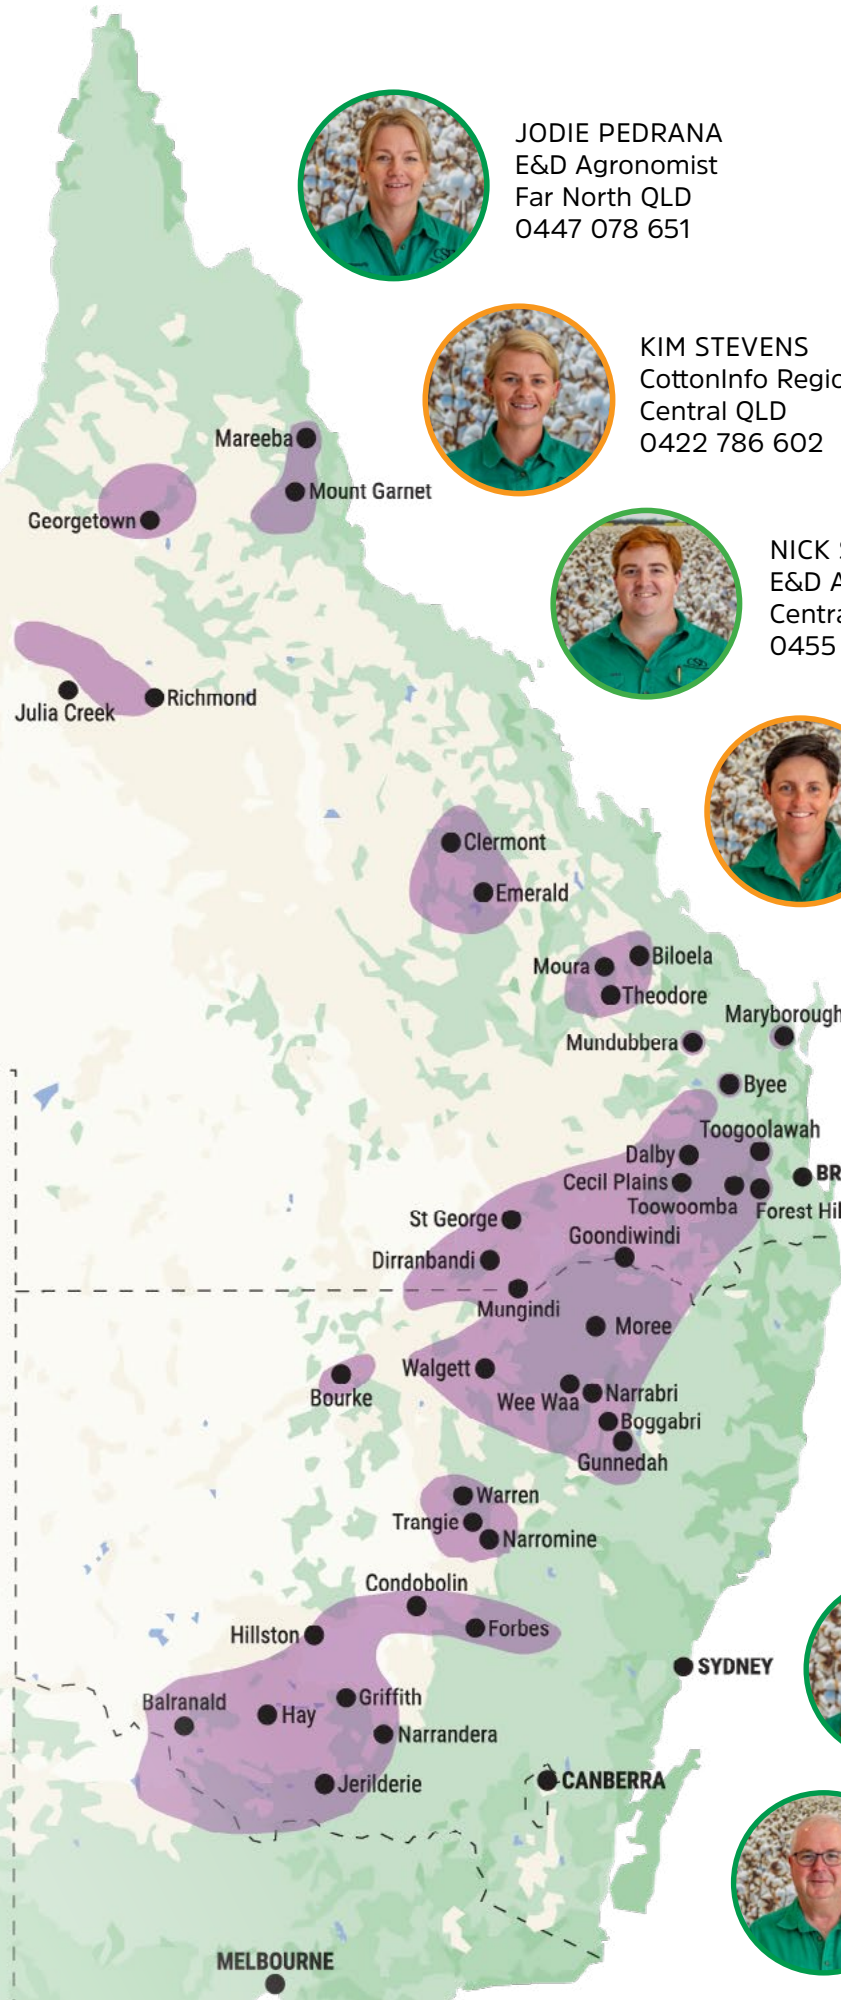 JODIE PEDRANA
E&D Agronomist
Far North QLD
0447 078 651
KIM STEVENS
CottonInfo
Central QLD
0422 786 602
NICK
E&D
0455
Mareeba
Mount Garnet
Georgetown
Julia Creek
Richmond
Clermont
Emerald
Moura
Biloela
Theodore
Maryborough
Mundubbera
Byee
Toogoolawah
Dalby
Cecil Plains
Toowoomba
Forest
St George
Goondiwindi
Dirranbandi
Mungindi
Moree
Walgett
Bourke
Wee Waa
Narrabri
Boggabri
Gunnedah
Warren
Trangie
Narromine
Condobolin
Hillston
Forbes
SYDNEY
Balranald
Hay
Griffith
Narrandera
Jerilderie
CANBERRA
MELBOURNE